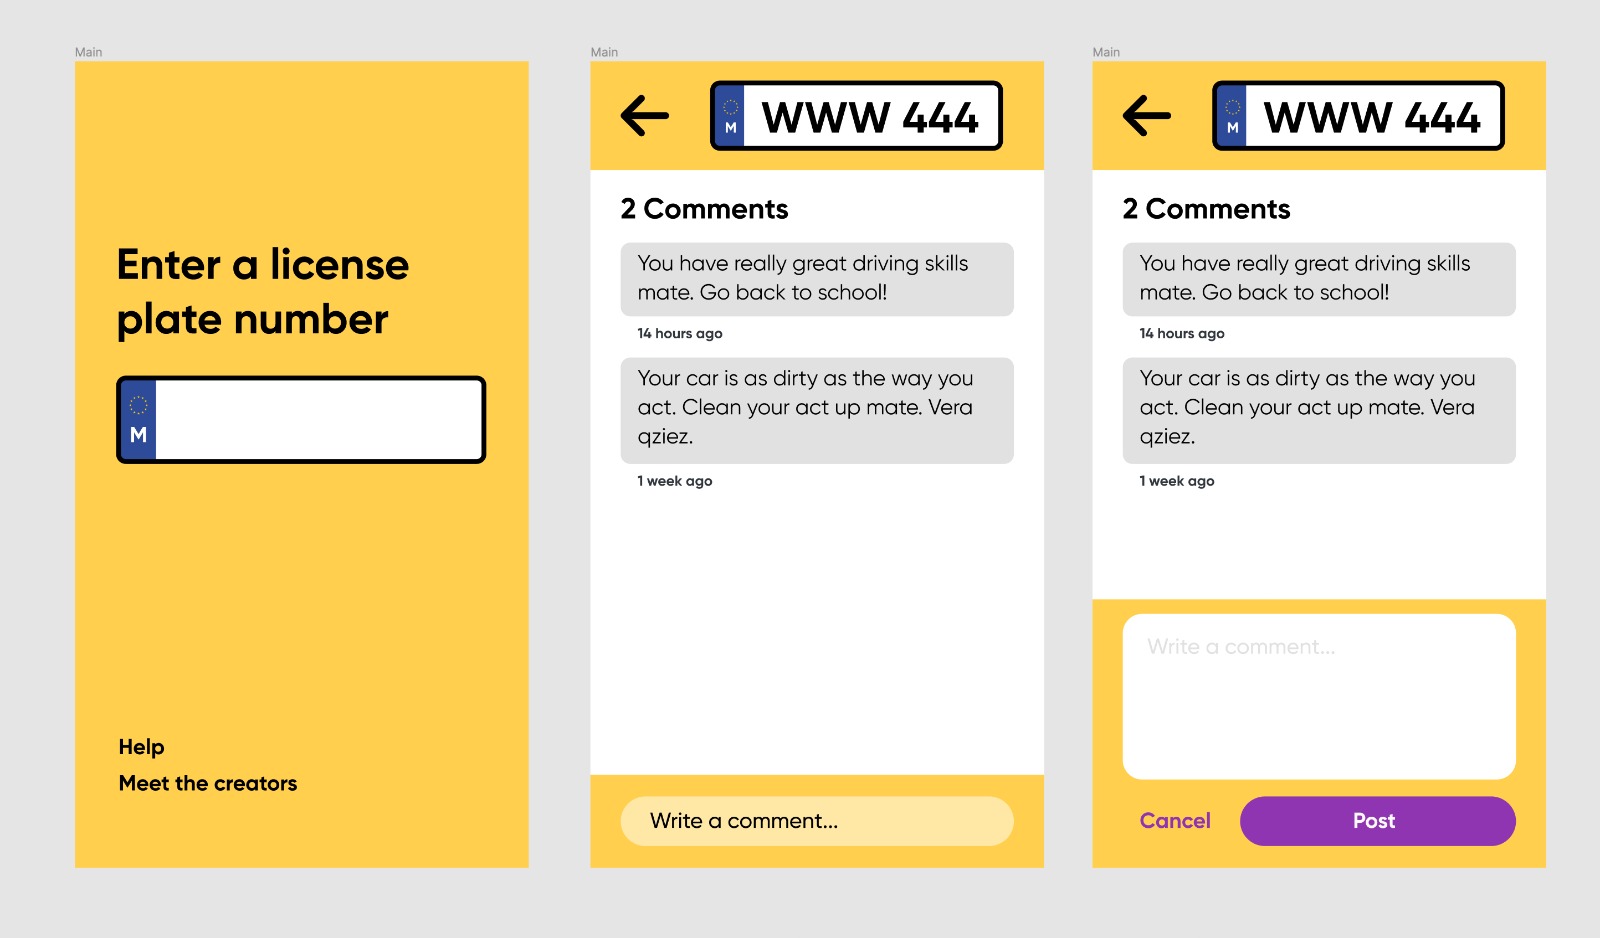 Main
Enter a license
plate number
M
Help
Meet the creators
Main
M
WWW 444
2 Comments
You have really great driving skills
mate. Go back to school!
14 hours ago
Your car is as dirty as the way you
act. Clean your act up mate. Vera
qziez.
1 week ago
Write a comment...
Main
M
WWW 444
2 Comments
You have really great driving skills
mate. Go back to school!
14 hours ago
Your car is as dirty as the way you
act. Clean your act up mate. Vera
qziez.
1 week ago
Write a comment...
Cancel
Post